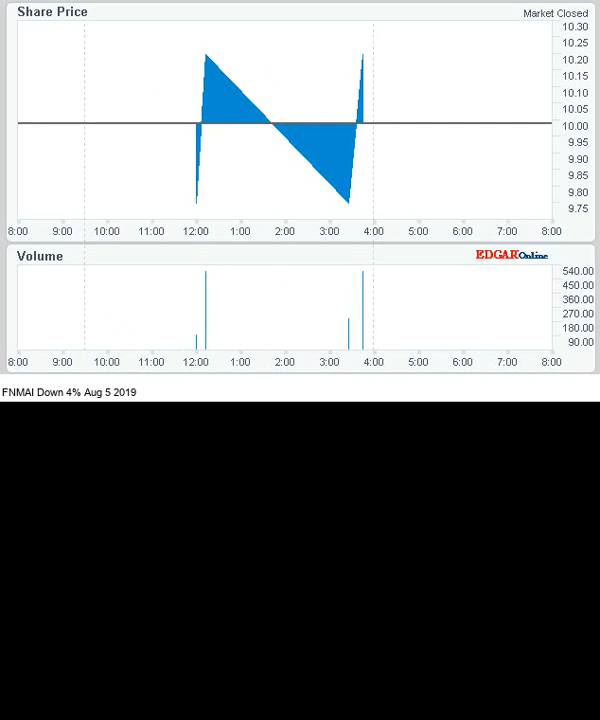 Share Price
Market Closed
10.30
10.25
10.20
10.15
10.10
10.05
10.00
9.95
9.90
9.85
9.80
9.75
8:00 9:00 10:00 11:00 12:00 1:00 2:00 3:00 4:00 5:00 6:00 7:00 8:00
Volume
EDGAROnline
540.00
450.00
360.00
270.00
180.00
90.00
8:00 9:00 10:00 11:00 12:00 1:00 2:00 3:00 4:00 5:00 6:00 7:00 8:00
FNMAI Down 4% Aug 5 2019